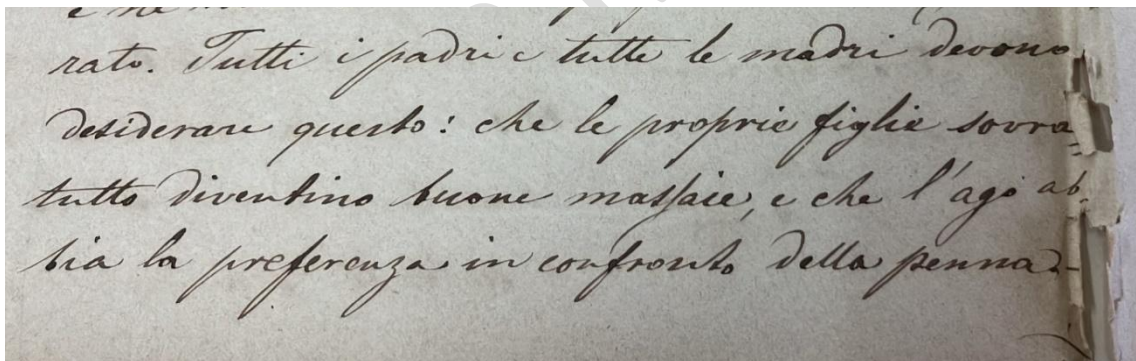 rato. Tutti i padri e tutte le madri devono
desiderare questo: che le proprie figlie sovra=
tutto diventino buone massaie, e che l'ago ab=
bia la preferenza in confronto della penna.-